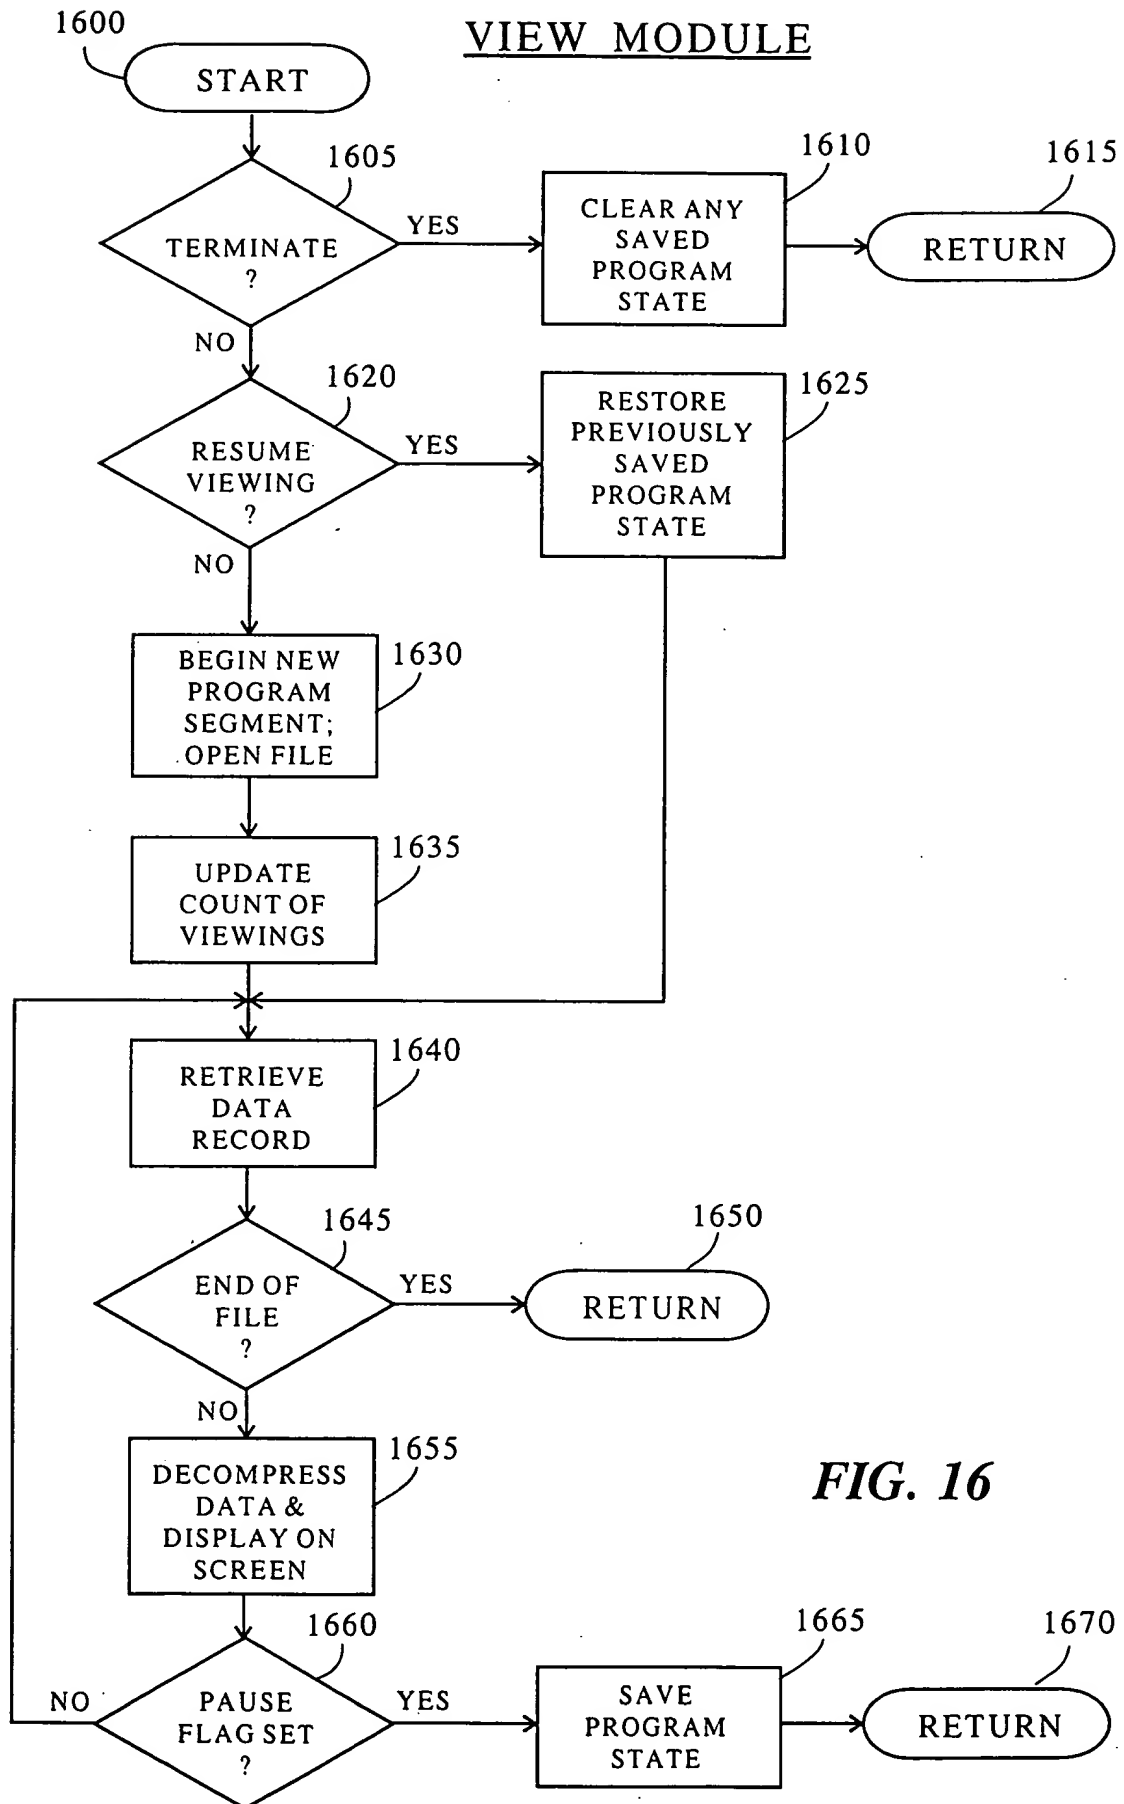 VIEW MODULE
1600
START
1605
TERMINATE
?
YES
NO
1610
CLEAR ANY
SAVED
PROGRAM
STATE
1615
RETURN
1620
RESUME
VIEWING
?
YES
NO
1625
RESTORE
PREVIOUSLY
SAVED
PROGRAM
STATE
1630
BEGIN NEW
PROGRAM
SEGMENT;
OPEN FILE
1635
UPDATE
COUNT OF
VIEWINGS
1640
RETRIEVE
DATA
RECORD
1645
END OF
FILE
?
YES
NO
1650
RETURN
1655
DECOMPRESS
DATA &
DISPLAY ON
SCREEN
FIG. 16
1660
PAUSE
FLAG SET
?
NO
YES
1665
SAVE
PROGRAM
STATE
1670
RETURN